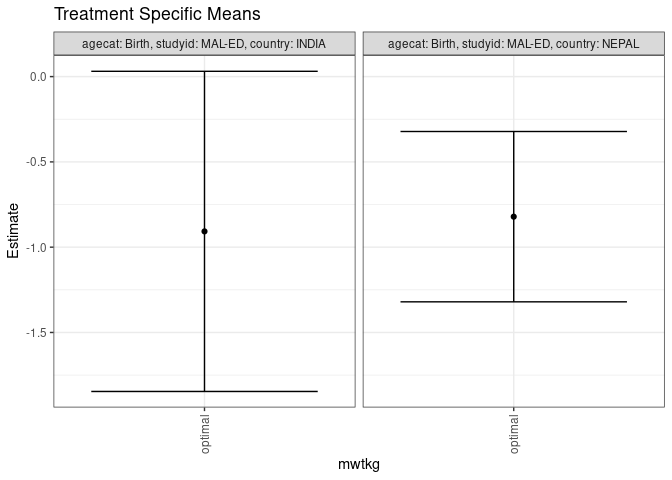 Treatment Specific Means
agecat: Birth, studyid: MAL-ED, country: INDIA
agecat: Birth, studyid: MAL-ED, country: NEPAL
0.0
-0.5
-1.0
-1.5
Estimate
optimal
optimal
mwtkg